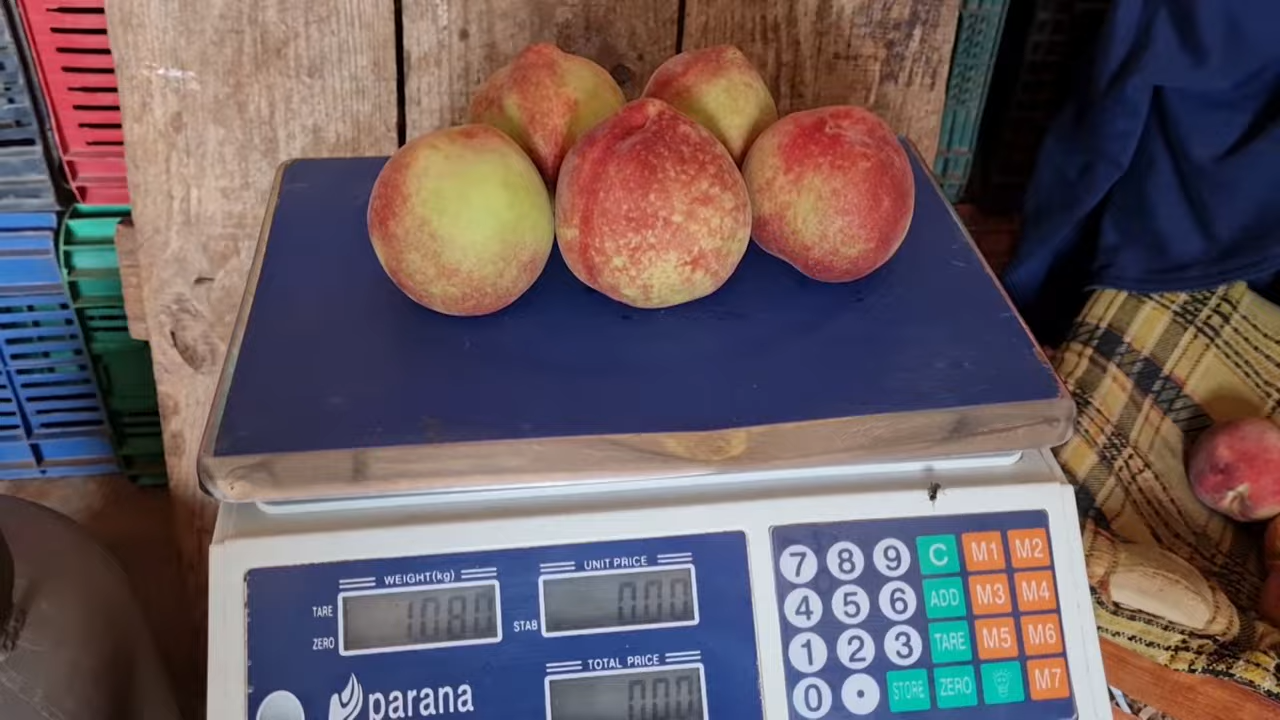 WEIGHT(kg)
UNIT PRICE
TARE
ZERO
1.080
STAB
0.00
TOTAL PRICE
0.00
parana
7 8 9 C M1 M2
4 5 6 ADD M3 M4
1 2 3 TARE M5 M6
0 • STORE ZERO M7